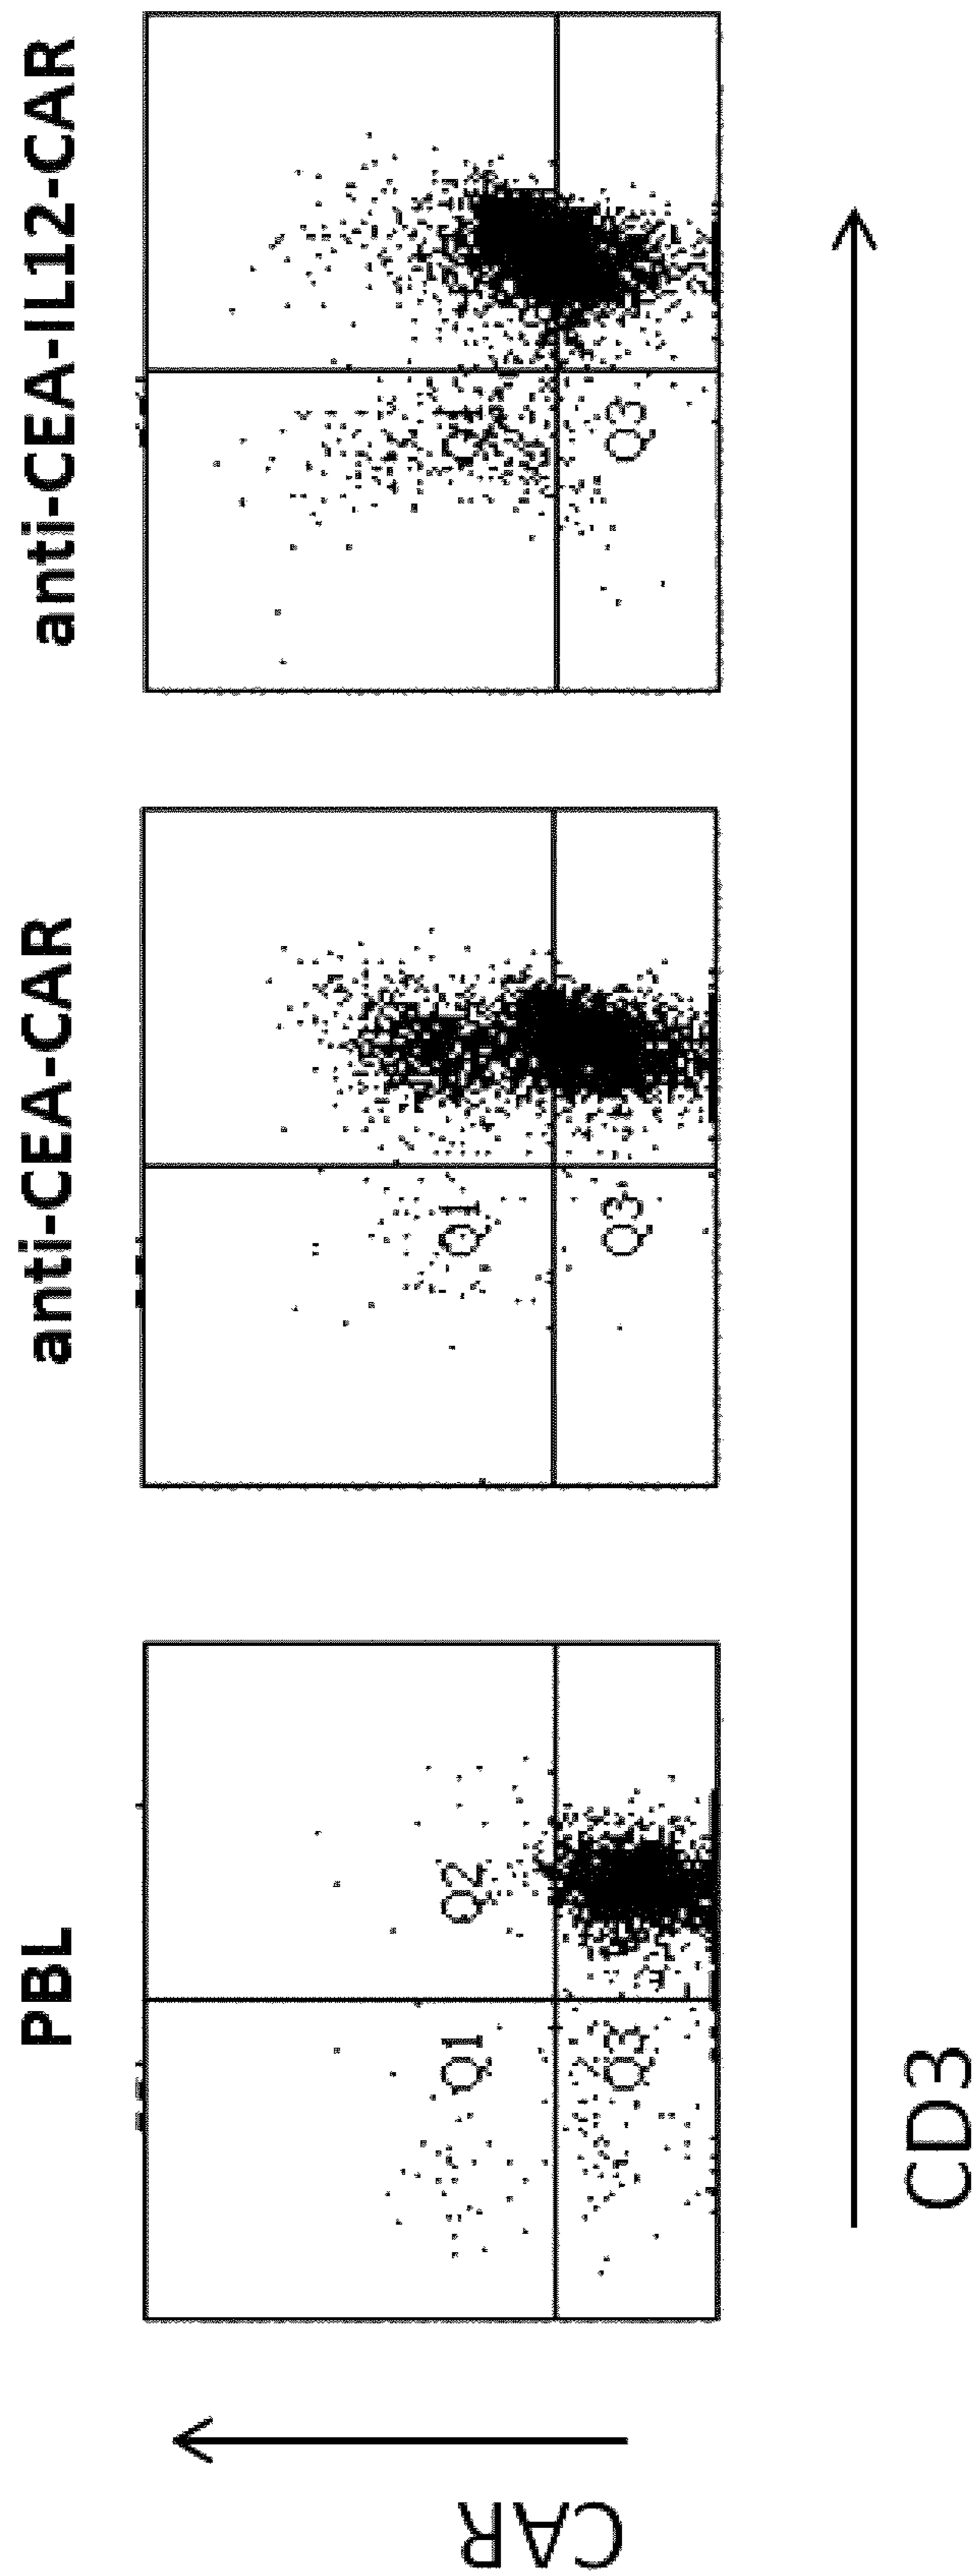 PBL
anti-CEA-CAR
anti-CEA-IL12-CAR
Q1
Q2
Q3
Q1
Q3
Q1
Q3
CAR
CD3